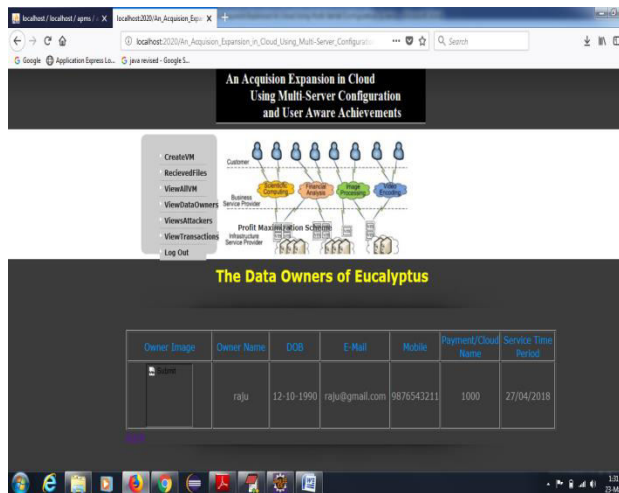 localhost / localhost / apms / a
localhost:2020/An_Acquision_Expa
localhost:2020/An_Acquision_Expansion_in_Cloud_Using_Multi-Server_Configuratio
Search
Google
Application Express Lo...
java revised - Google S...
An Acquision Expansion in Cloud
Using Multi-Server Configuration
and User Aware Achievements
CreateVM
RecievedFiles
ViewAllVM
ViewDataOwners
ViewsAttackers
ViewTransactions
Log Out
Customer
Business
Service Provider
Scientific
Computing
Financial
Analysis
Image
Processing
Video
Encoding
Profit Maximization Scheme
Infrastructure
Service Provider
The Data Owners of Eucalyptus
Owner Image
Owner Name
DOB
E-Mail
Mobile
Payment/Cloud
Name
Service Time
Period
Submit
raju
12-10-1990
raju@gmail.com
9876543211
1000
27/04/2018
1:31
23-M